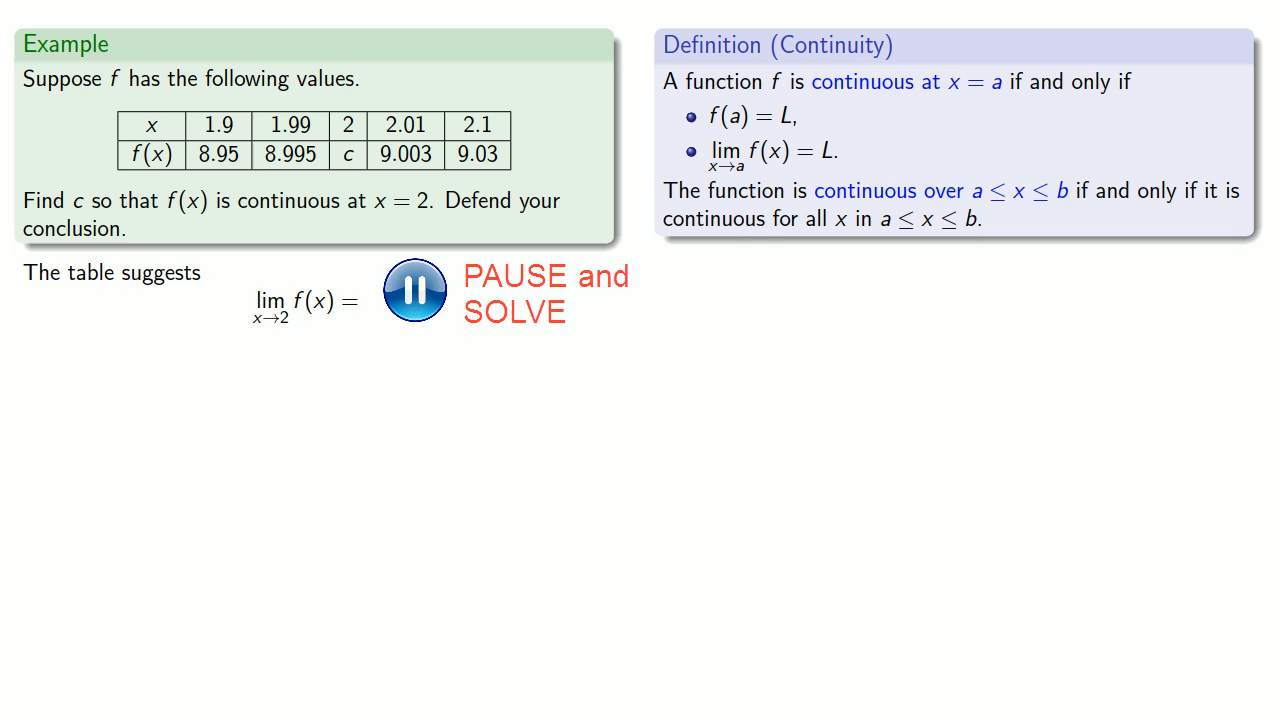 Example
Suppose f has the following values.
x 1.9 1.99 2 2.01 2.1
f(x) 8.95 8.995 c 9.003 9.03
Find c so that f(x) is continuous at x = 2. Defend your
conclusion.
The table suggests
lim f(x) =
x→2
PAUSE and
SOLVE
Definition (Continuity)
A function f is continuous at x = a if and only if
f(a) = L,
lim f(x) = L.
x→a
The function is continuous over a ≤ x ≤ b if and only if it is
continuous for all x in a ≤ x ≤ b.